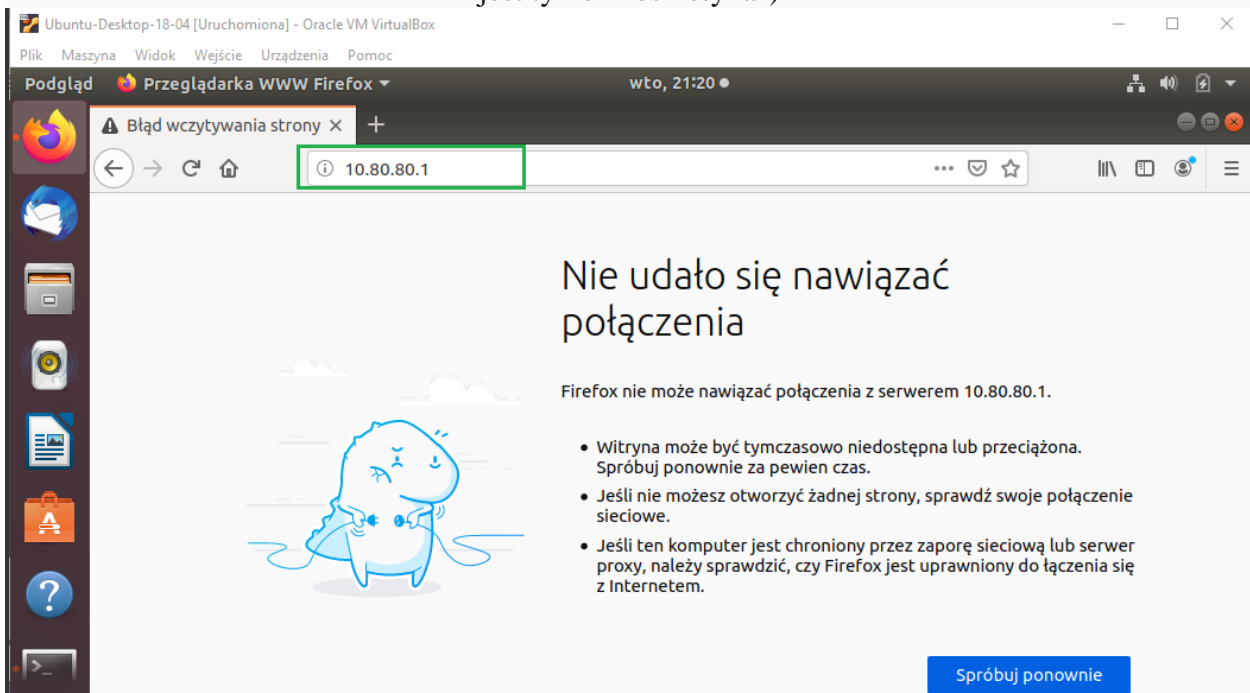 Ubuntu-Desktop-18-04 [Uruchomiona] - Oracle VM VirtualBox
Plik Maszyna Widok Wejście Urządzenia Pomoc
Podgląd Przeglądarka WWW Firefox wto, 21:20
Błąd wczytywania strony
10.80.80.1
Nie udało się nawiązać
połączenia
Firefox nie może nawiązać połączenia z serwerem 10.80.80.1.
• Witryna może być tymczasowo niedostępna lub przeciążona.
Spróbuj ponownie za pewien czas.
• Jeśli nie możesz otworzyć żadnej strony, sprawdź swoje połączenie
sieciowe.
• Jeśli ten komputer jest chroniony przez zaporę sieciową lub serwer
proxy, należy sprawdzić, czy Firefox jest uprawniony do łączenia się
z Internetem.
Spróbuj ponownie